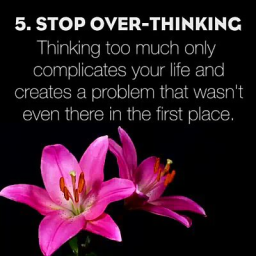 5. STOP OVER-THINKING
Thinking too much only
complicates your life and
creates a problem that wasn't
even there in the first place.